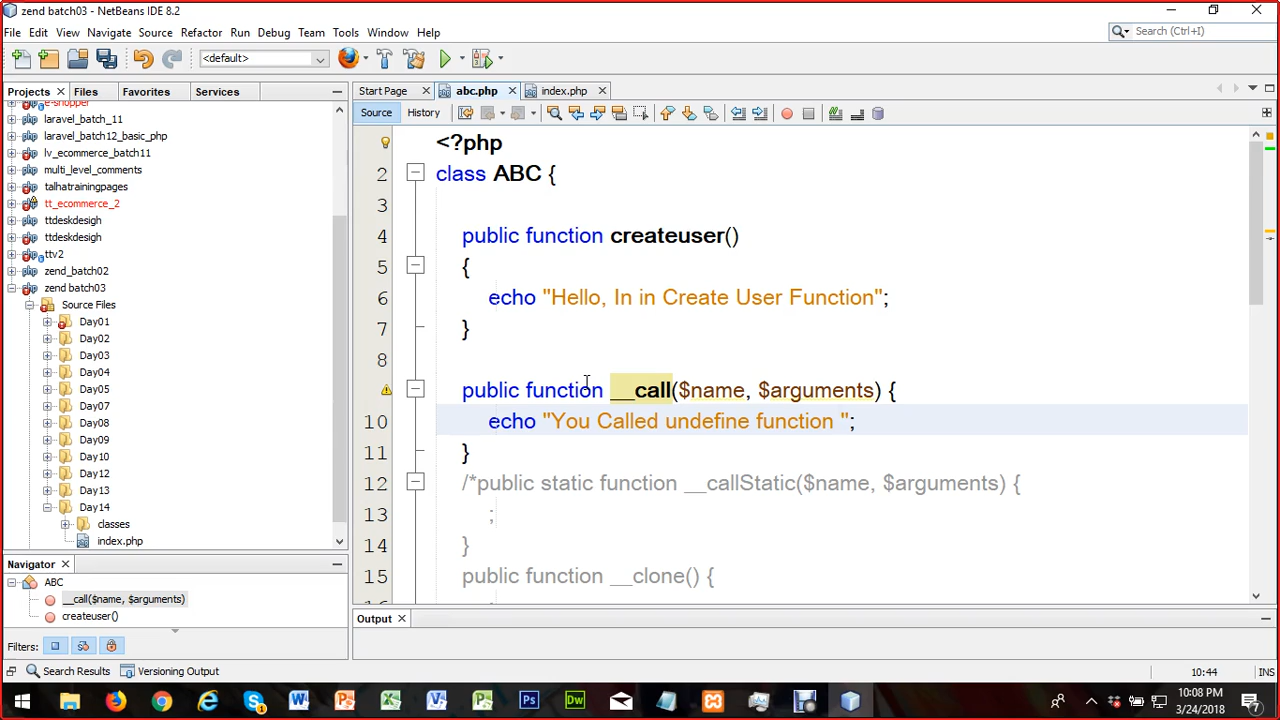 zend batch03 - NetBeans IDE 8.2
File Edit View Navigate Source Refactor Run Debug Team Tools Window Help
Search (Ctrl+I)
<default>
Projects Files Favorites Services
Start Page abc.php index.php
Source History
e-shopper
laravel_batch_11
laravel_batch12_basic_php
lv_ecommerce_batch11
multi_level_comments
talhatrainingpages
tt_ecommerce_2
ttdeskdesigh
ttdeskdesigh
ttv2
zend_batch02
zend batch03
Source Files
Day01
Day02
Day03
Day04
Day05
Day07
Day08
Day09
Day10
Day12
Day13
Day14
classes
index.php
<?php
2 class ABC {
3
4 public function createuser()
5 {
6 echo "Hello, In in Create User Function";
7 }
8
public function __call($name, $arguments) {
10 echo "You Called undefine function ";
11 }
12 /*public static function __callStatic($name, $arguments) {
13 ;
14 }
15 public function __clone() {
Navigator
ABC
__call($name, $arguments)
createuser()
Filters:
Output
Search Results Versioning Output
10:44 INS
10:08 PM
3/24/2018